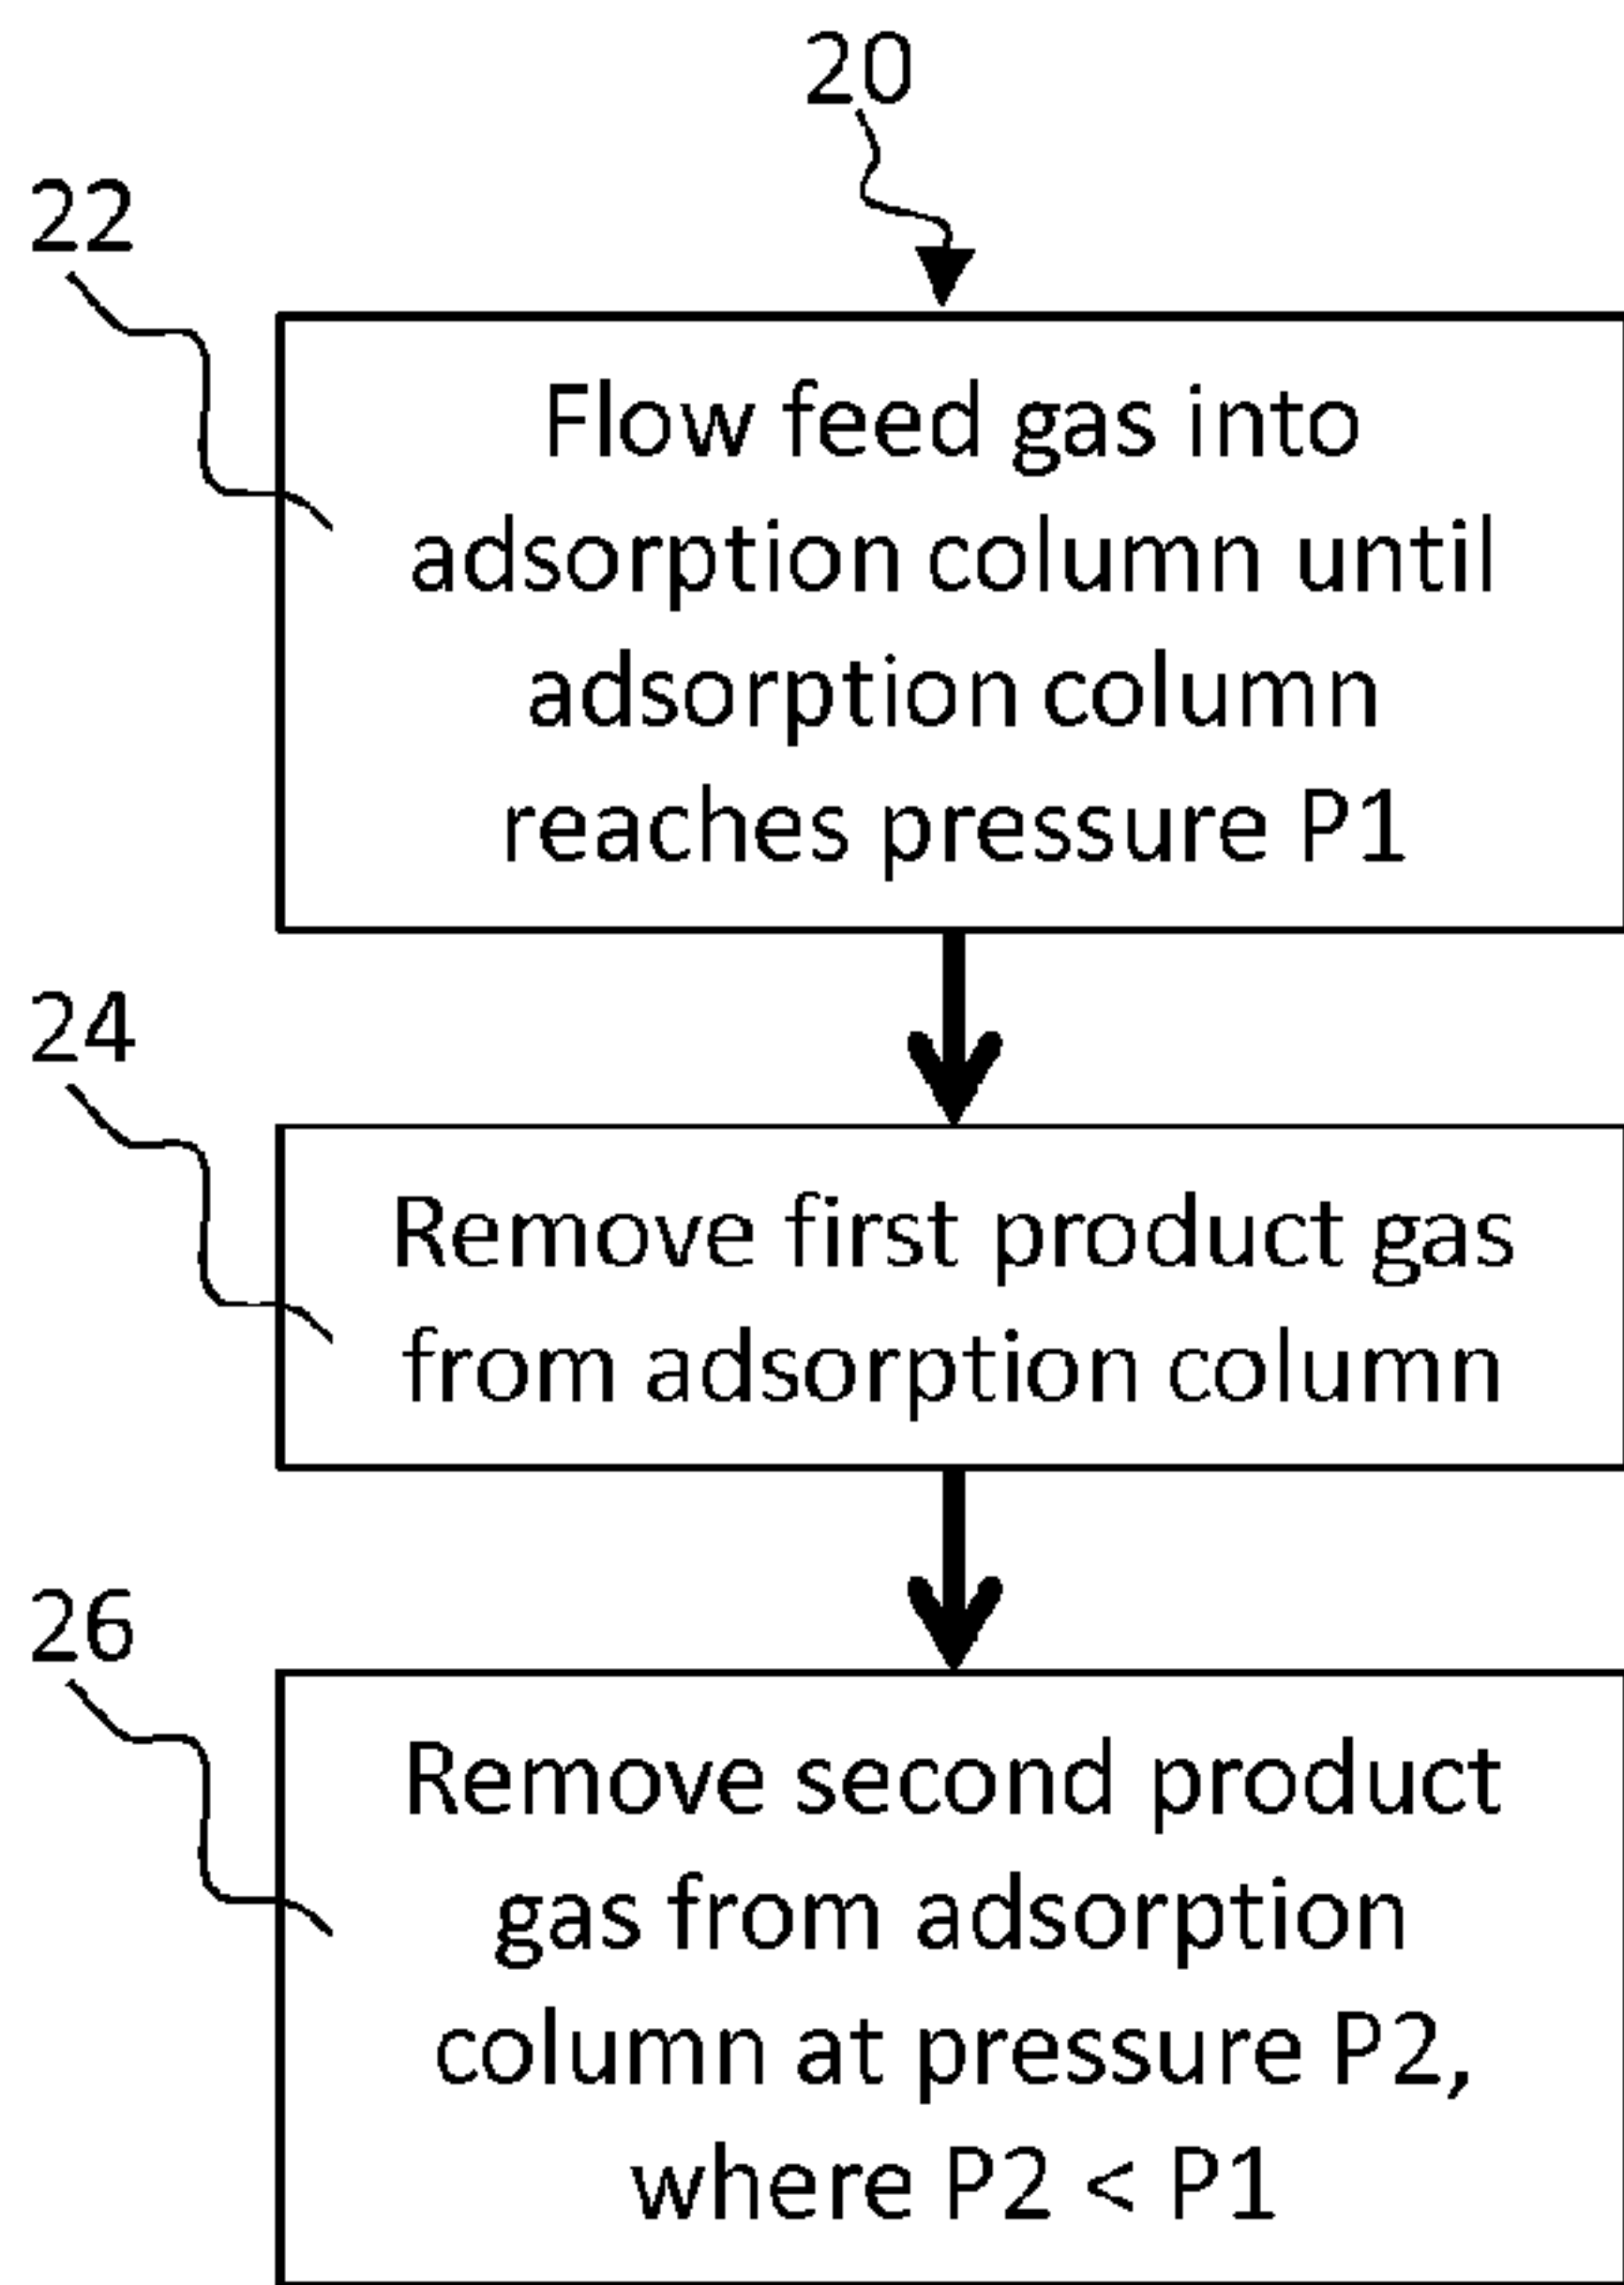 20
22
Flow feed gas into
adsorption column until
adsorption column
reaches pressure P1
24
Remove first product gas
from adsorption column
26
Remove second product
gas from adsorption
column at pressure P2,
where P2 < P1